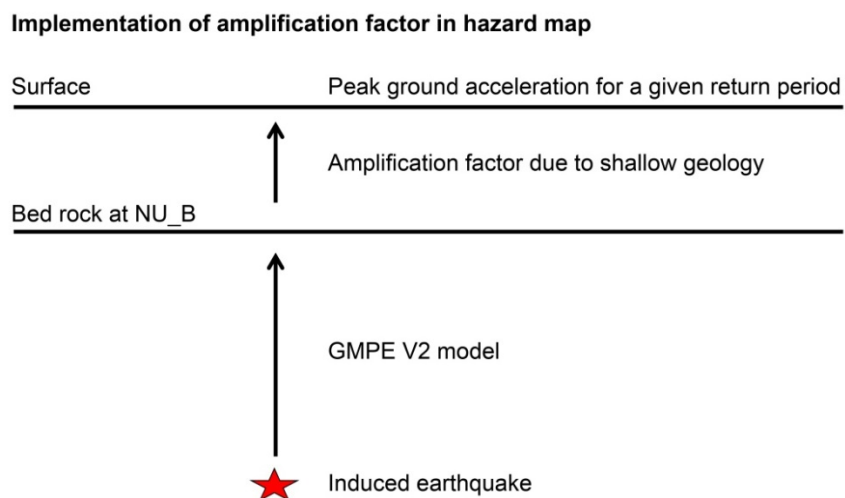 Implementation of amplification factor in hazard map
Surface
Peak ground acceleration for a given return period
Amplification factor due to shallow geology
Bed rock at NU_B
GMPE V2 model
Induced earthquake